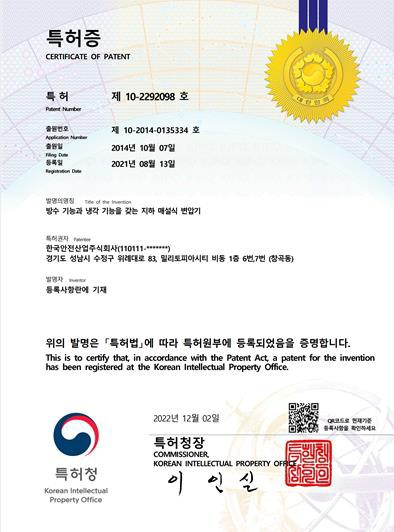 특허증
CERTIFICATE OF PATENT
대한민국
특 허 제 10-2292098 호
Patent Number
출원번호 제 10-2014-0135334 호
Application Number
출원일 2014년 10월 07일
Filing Date
등록일 2021년 08월 13일
Registration Date
발명의명칭 Title of the Invention
방수 기능과 냉각 기능을 갖는 지하 매설식 변압기
특허권자 Patentee
한국안전산업주식회사(110111-*******)
경기도 성남시 수정구 위례대로 83, 밀리토피아시티 비동 1층 6번,7번 (창곡동)
발명자 Inventor
등록사항란에 기재
위의 발명은 「특허법」에 따라 특허원부에 등록되었음을 증명합니다.
This is to certify that, in accordance with the Patent Act, a patent for the invention
has been registered at the Korean Intellectual Property Office.
2022년 12월 02일
QR코드로 현재기준
등록사항을 확인하세요
특허청장
COMMISSIONER,
KOREAN INTELLECTUAL PROPERTY OFFICE
이 인 실
특허청
Korean Intellectual
Property Office